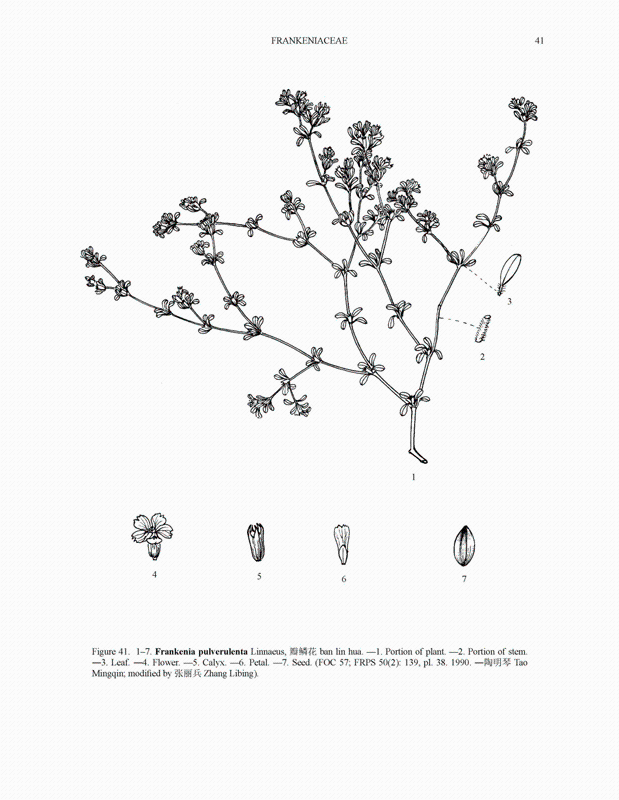 FRANKENIACEAE 41
3
2
1
4 5 6 7
Figure 41. 1–7. Frankenia pulverulenta Linnaeus, 瓣鳞花 ban lin hua. —1. Portion of plant. —2. Portion of stem.
—3. Leaf. —4. Flower. —5. Calyx. —6. Petal. —7. Seed. (FOC 57; FRPS 50(2): 139, pl. 38. 1990. —陶明琴 Tao
Mingqin; modified by 张丽兵 Zhang Libing).